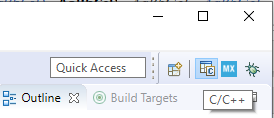 Quick Access
C
MX
Outline
Build Targets
C/C++